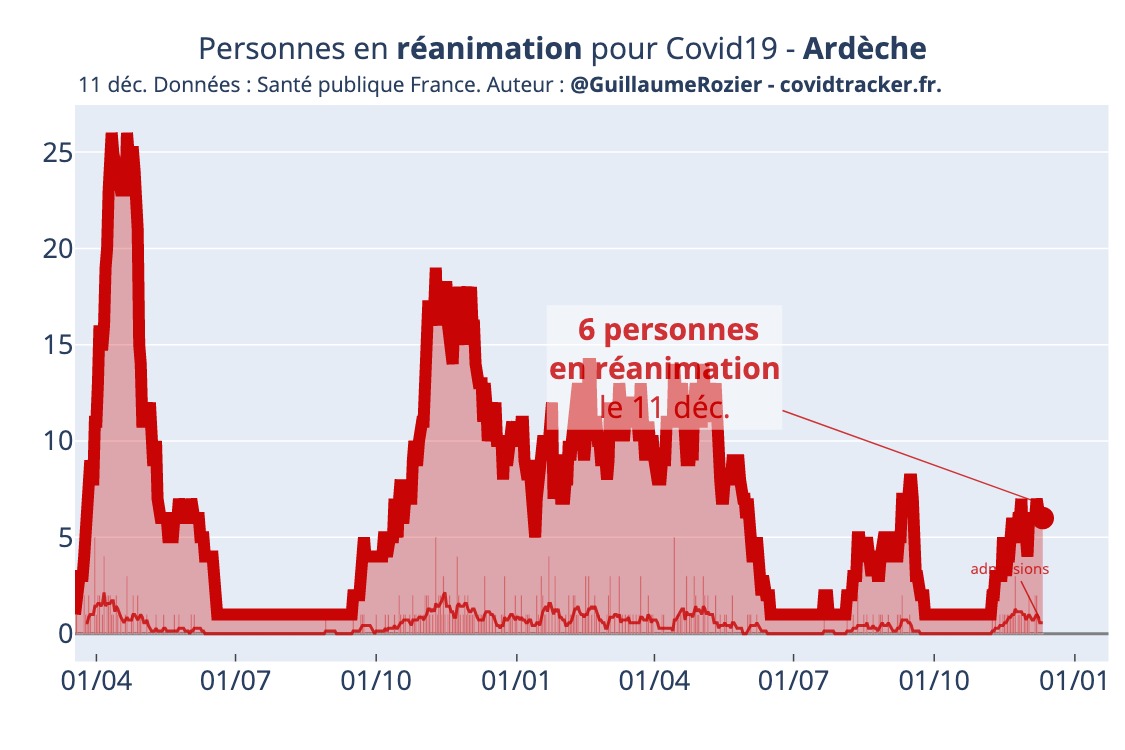 Personnes en réanimation pour Covid19 - Ardèche
11 déc. Données : Santé publique France. Auteur : @GuillaumeRozier - covidtracker.fr.
25
20
15
10
5
0
6 personnes
en réanimation
le 11 déc.
admissions
01/04 01/07 01/10 01/01 01/04 01/07 01/10 01/01